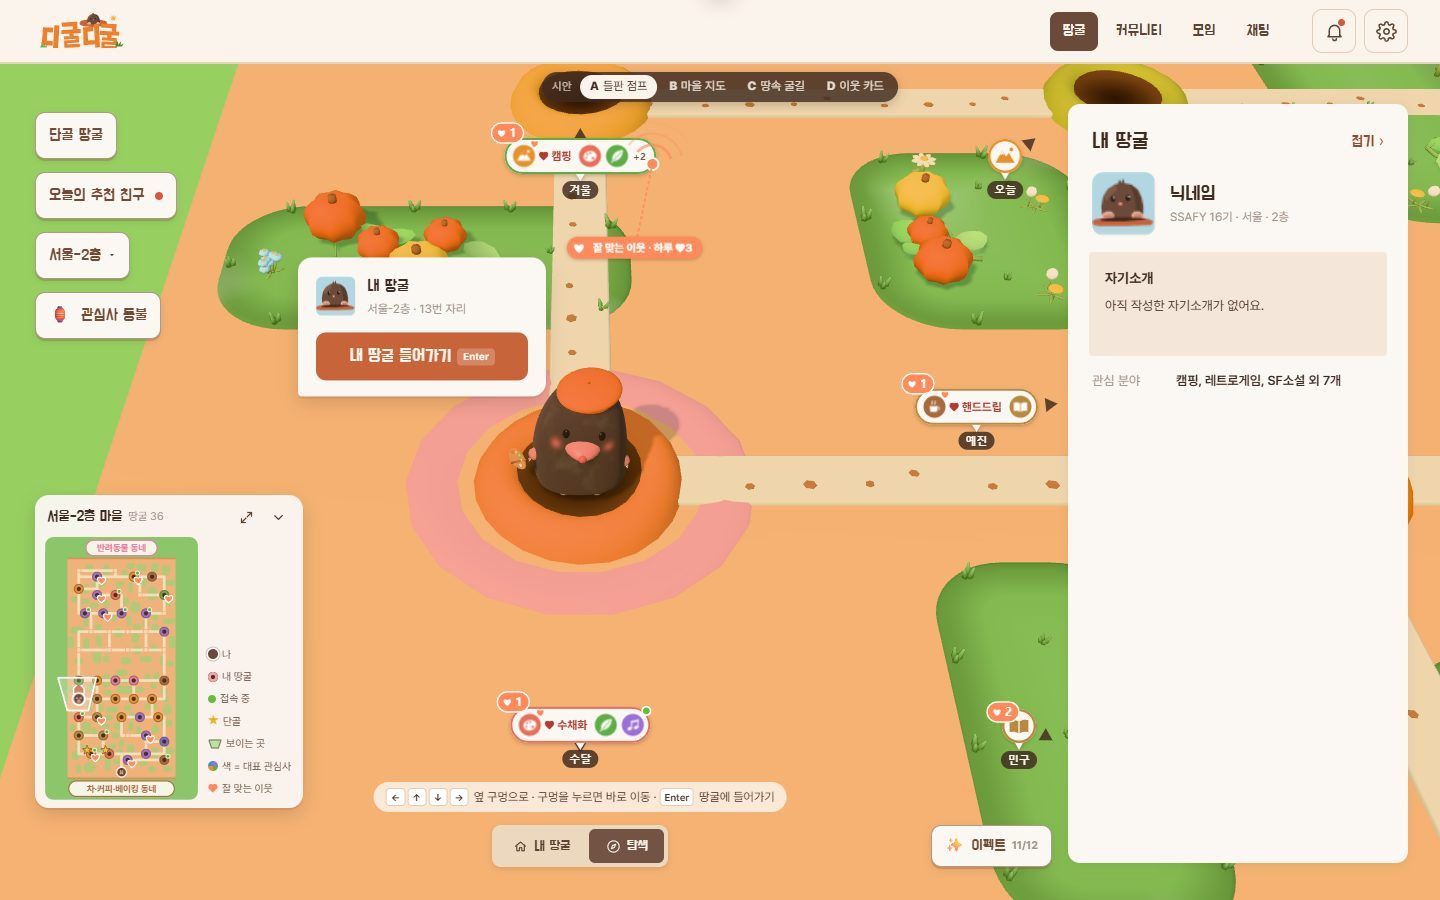 디굴디굴
땅굴
커뮤니티
모임
채팅
시안
A 들판 점프
B 마을 지도
C 땅속 굴길
D 이웃 카드
단골 땅굴
오늘의 추천 친구
서울-2층
관심사 등불
1
캠핑
+2
겨울
잘 맞는 이웃 · 하루 ♥3
오늘
내 땅굴
서울-2층 · 13번 자리
내 땅굴 들어가기 Enter
1
핸드드립
예진
내 땅굴
접기 ›
닉네임
SSAFY 16기 · 서울 · 2층
자기소개
아직 작성한 자기소개가 없어요.
관심 분야 캠핑, 레트로게임, SF소설 외 7개
서울-2층 마을 땅굴 36
반려동물 동네
차·커피·베이킹 동네
나
내 땅굴
접속 중
단골
보이는 곳
색 = 대표 관심사
잘 맞는 이웃
1
수채화
수달
2
민구
← ↑ ↓ → 옆 구멍으로 · 구멍을 누르면 바로 이동 · Enter 땅굴에 들어가기
내 땅굴
탐색
이펙트 11/12